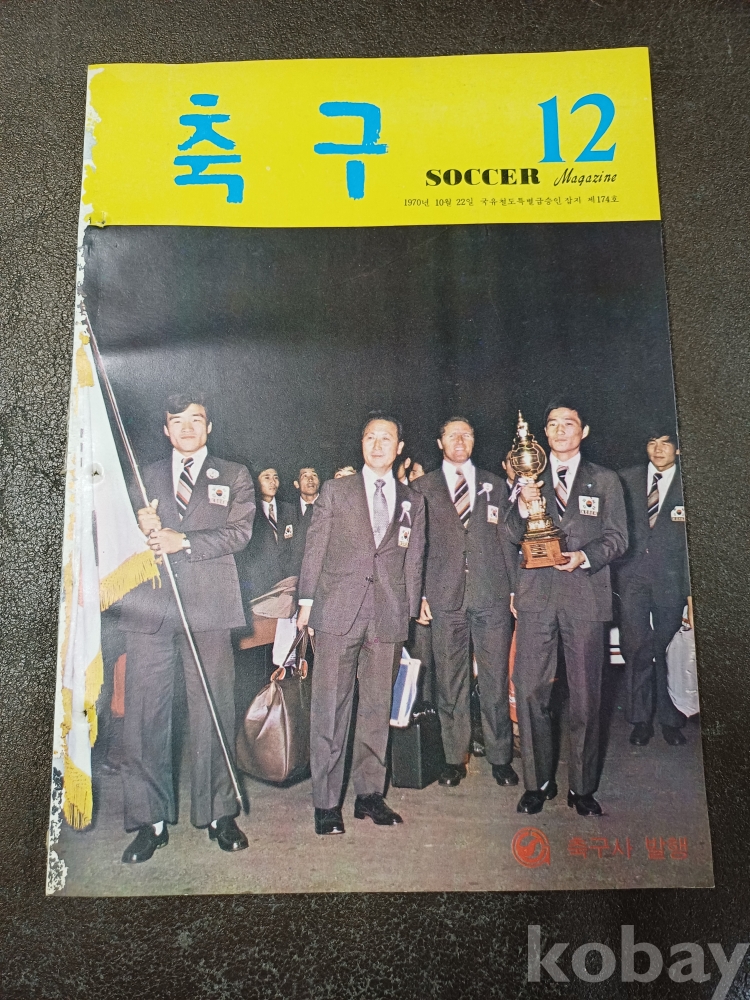 축구 12
SOCCER Magazine
1970년 10월 22일 국유철도특별급승인 잡지 제174호
축구사 발행
kobay